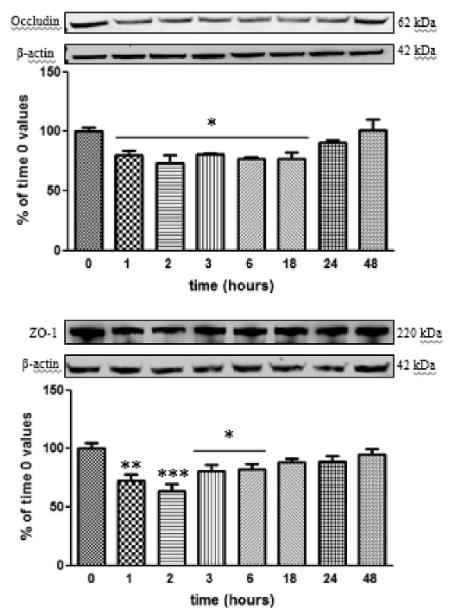 Occludin 62 kDa
β-actin 42 kDa
150
*
100
50
0
% of time 0 values
0 1 2 3 6 18 24 48
time (hours)
ZO-1 220 kDa
β-actin 42 kDa
150
*
100
** ***
50
0
% of time 0 values
0 1 2 3 6 18 24 48
time (hours)